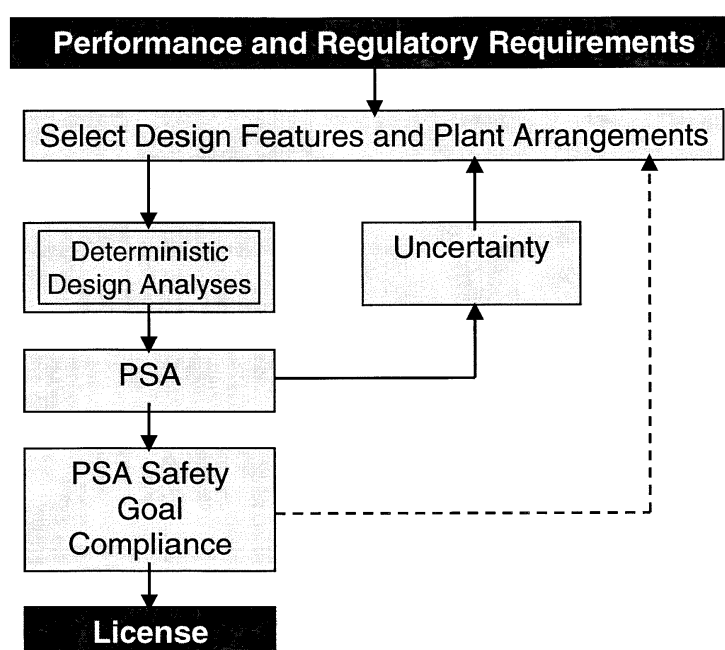 Performance and Regulatory Requirements
Select Design Features and Plant Arrangements
Deterministic
Design Analyses
Uncertainty
PSA
PSA Safety
Goal
Compliance
License